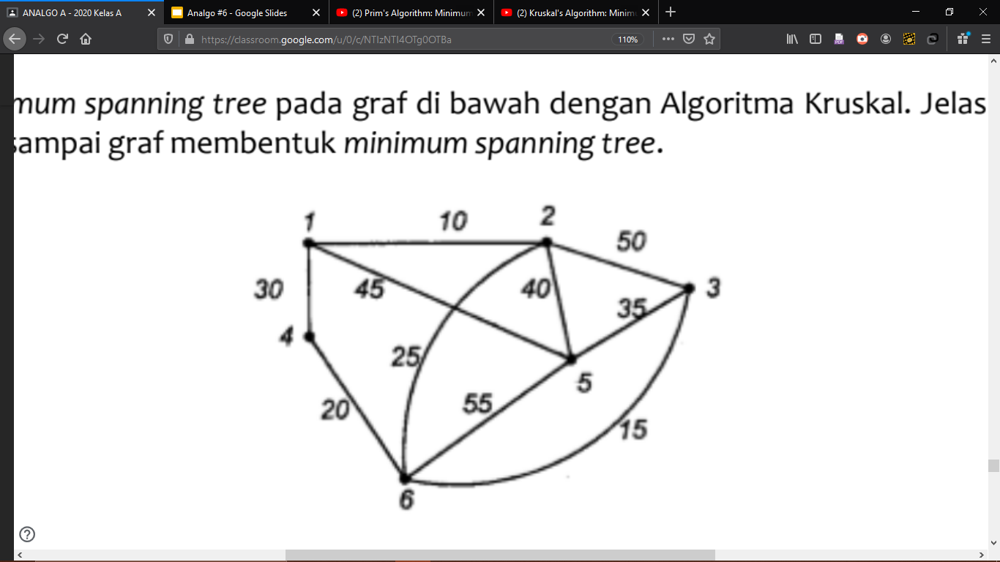 ANALGO A - 2020 Kelas A
Analgo #6 - Google Slides
(2) Prim's Algorithm: Minimum
(2) Kruskal's Algorithm: Minim
https://classroom.google.com/u/0/c/NTIzNTI4OTg0OTBa
110%
mum spanning tree pada graf di bawah dengan Algoritma Kruskal. Jelas
sampai graf membentuk minimum spanning tree.
1
10
2
50
30
45
40
3
35
4
25
5
55
20
15
6